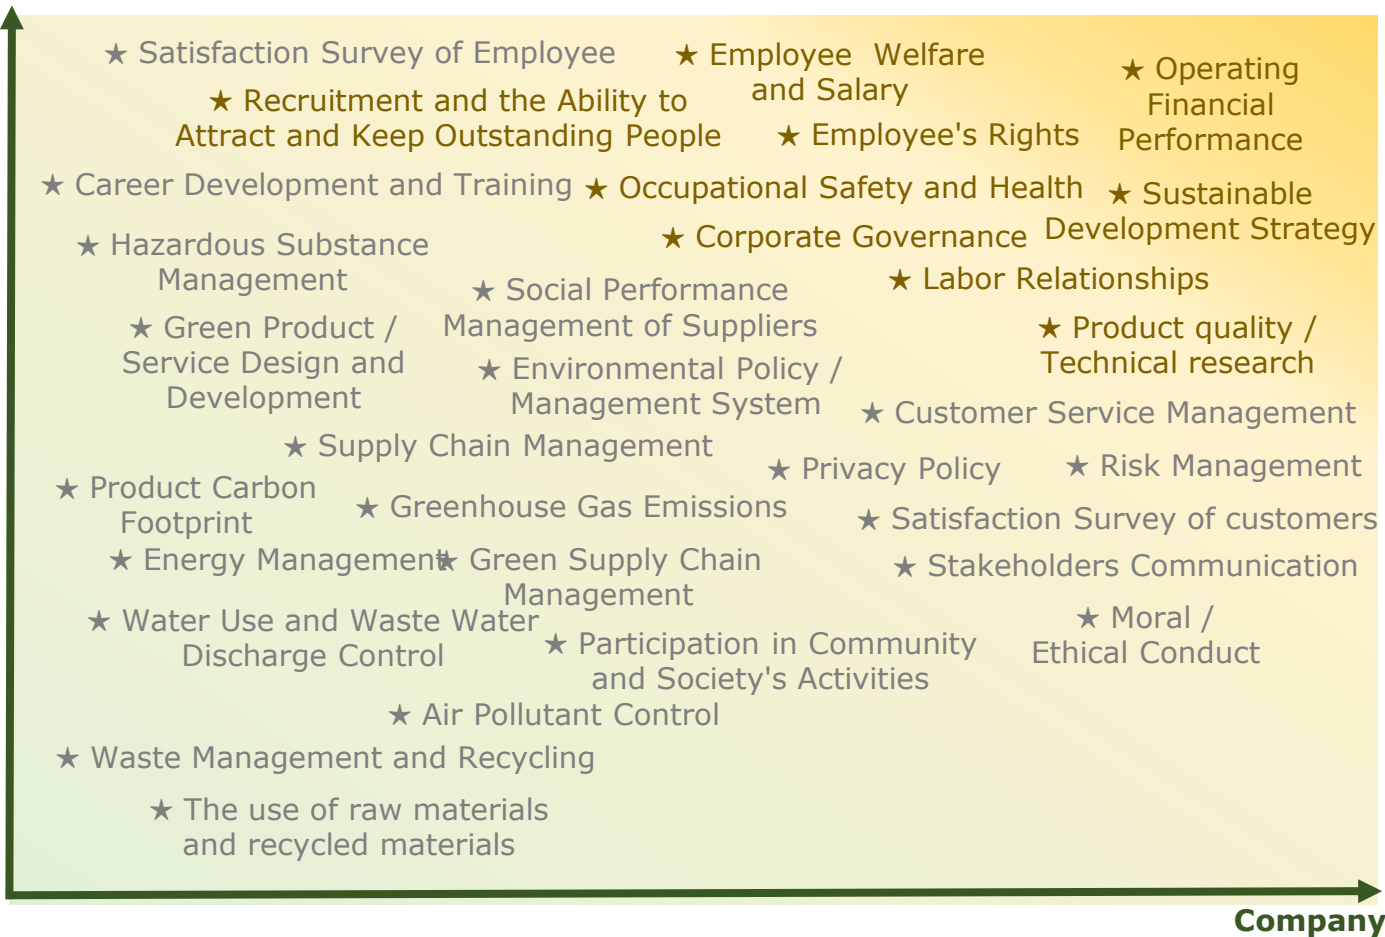 ★ Satisfaction Survey of Employee
★ Employee Welfare
and Salary
★ Operating
Financial
Performance
★ Recruitment and the Ability to
Attract and Keep Outstanding People
★ Employee's Rights
★ Career Development and Training
★ Occupational Safety and Health
★ Sustainable
Development Strategy
★ Corporate Governance
★ Hazardous Substance
Management
★ Labor Relationships
★ Social Performance
Management of Suppliers
★ Green Product /
Service Design and
Development
★ Product quality /
Technical research
★ Environmental Policy /
Management System
★ Customer Service Management
★ Supply Chain Management
★ Privacy Policy
★ Risk Management
★ Product Carbon
Footprint
★ Greenhouse Gas Emissions
★ Satisfaction Survey of customers
★ Energy Management
★ Green Supply Chain
Management
★ Stakeholders Communication
★ Water Use and Waste Water
Discharge Control
★ Moral /
Ethical Conduct
★ Participation in Community
and Society's Activities
★ Air Pollutant Control
★ Waste Management and Recycling
★ The use of raw materials
and recycled materials
Company